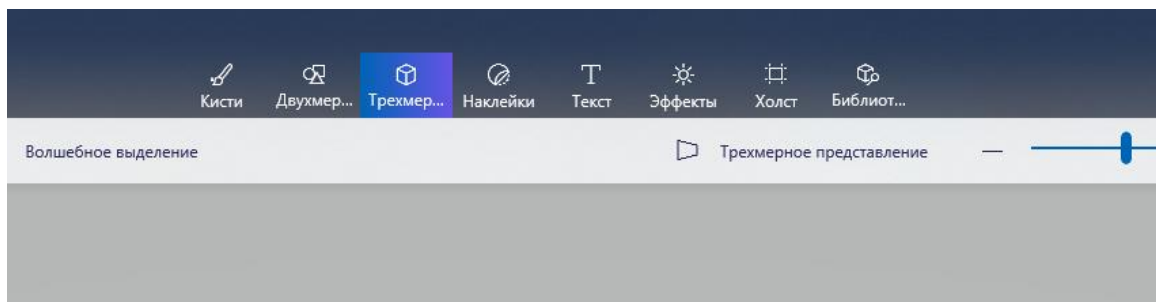 Кисти
Двухмер...
Трехмер...
Наклейки
Текст
Эффекты
Холст
Библиот...
Волшебное выделение
Трехмерное представление